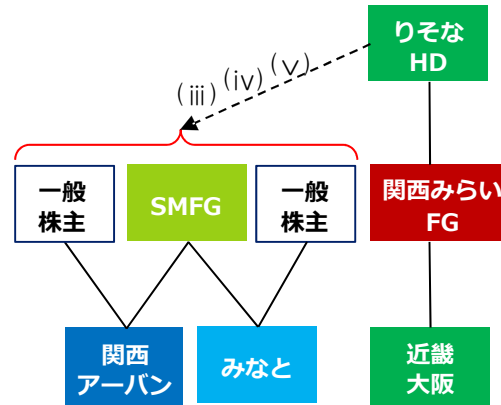 りそな
HD
(ⅲ) (ⅳ) (ⅴ)
一般
株主
SMFG
一般
株主
関西みらい
FG
関西
アーバン
みなと
近畿
大阪